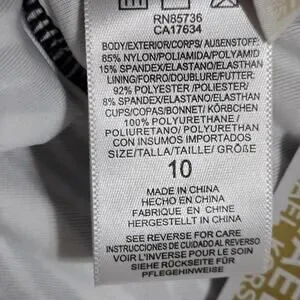 RN85736
CA17634
BODY/EXTERIOR/CORPS/ AUßENSTOFF:
85% NYLON/POLIAMIDA/POLYAMID
15% SPANDEX/ELASTANO/ELASTHAN
LINING/FORRO/DOUBLURE/FUTTER:
92% POLYESTER /POLIESTER/
8% SPANDEX/ELASTANO/ELASTHAN
CUPS/COPAS/BONNET/ KÖRBCHEN
100% POLYURETHANE /
POLIURETANO/ POLYURETHAN
CON INSUMOS IMPORTADOS
SIZE/TALLA/TAILLE/ GRÖßE
10
MADE IN CHINA
HECHO EN CHINA
FABRIQUE EN CHINE
HERGESTELLT IN CHINA
SEE REVERSE FOR CARE
INSTRUCCIONES DE CUIDADO AL REVERSO
VOIR L'INVERSE POUR LE SOIN
SIEHE RÜCKSEITE FÜR
PFLEGEHINWEISE